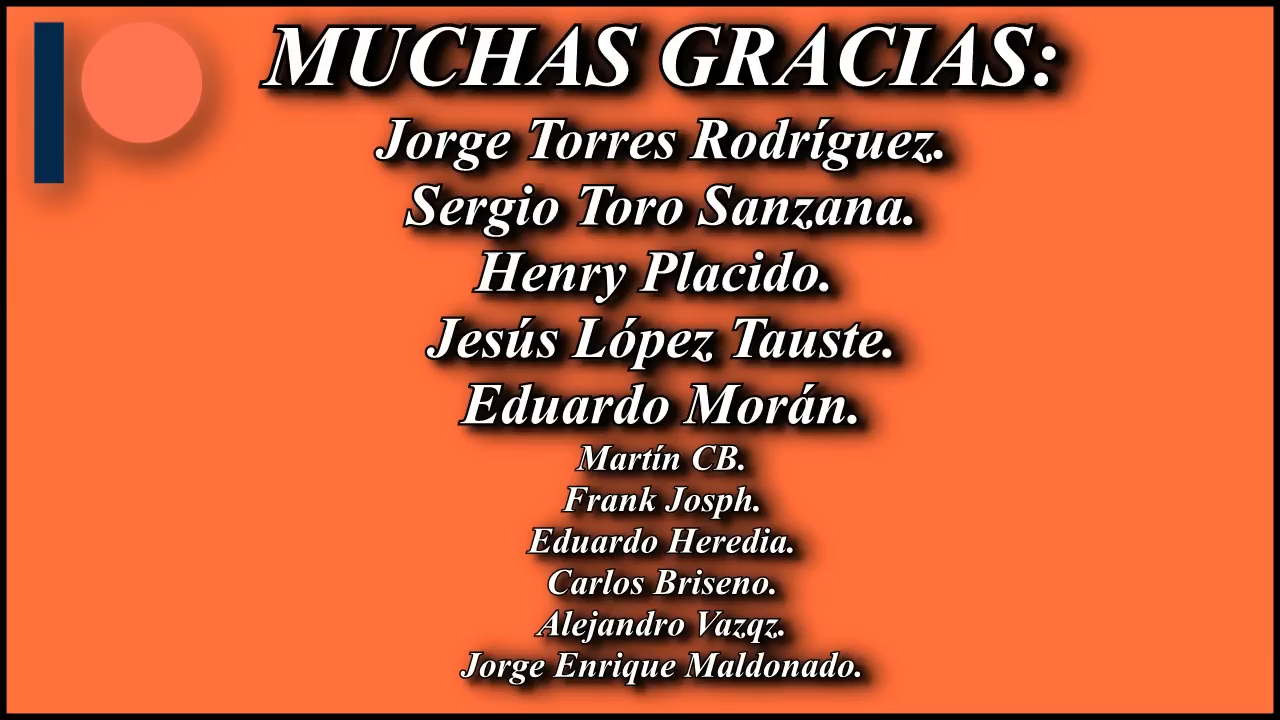 MUCHAS GRACIAS:
Jorge Torres Rodríguez.
Sergio Toro Sanzana.
Henry Placido.
Jesús López Tauste.
Eduardo Morán.
Martín CB.
Frank Josph.
Eduardo Heredia.
Carlos Briseno.
Alejandro Vazqz.
Jorge Enrique Maldonado.